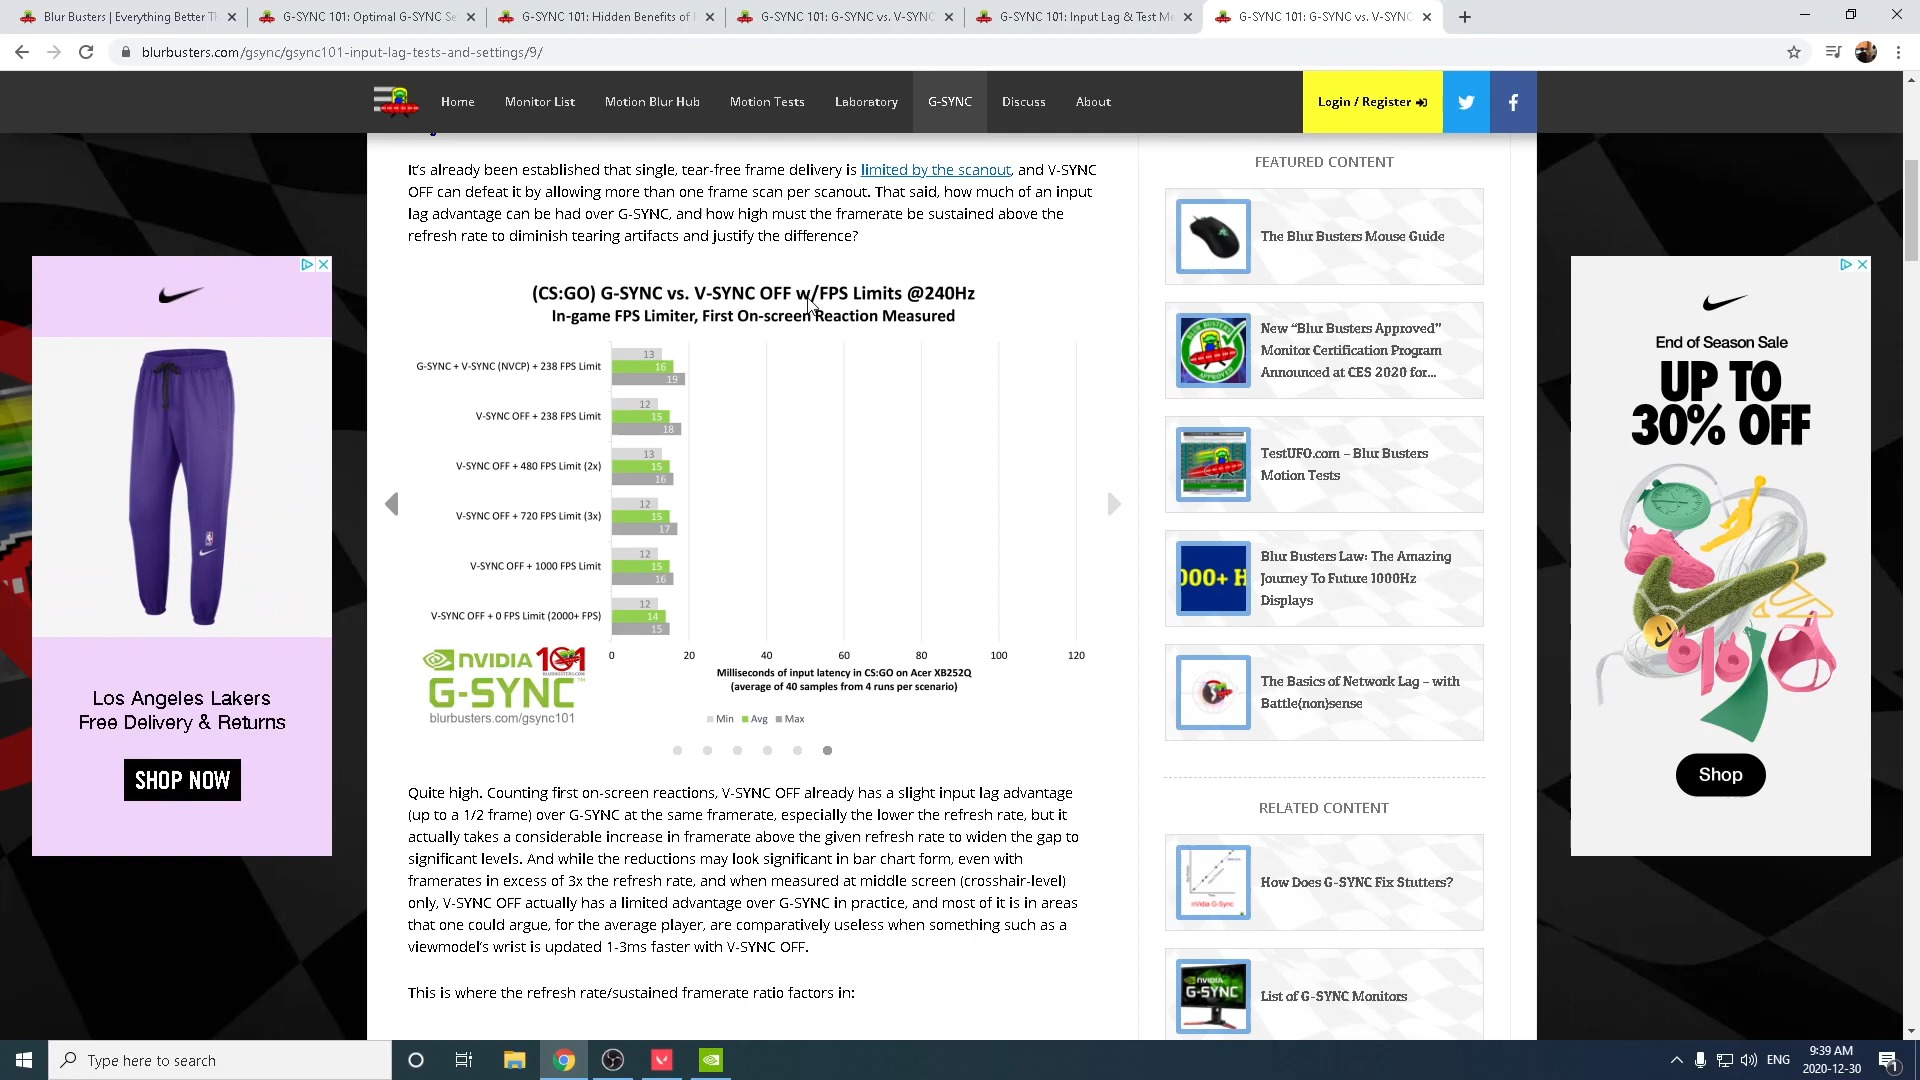 Blur Busters | Everything Better Th
G-SYNC 101: Optimal G-SYNC Se
G-SYNC 101: Hidden Benefits of
G-SYNC 101: G-SYNC vs. V-SYNC
G-SYNC 101: Input Lag & Test Me
G-SYNC 101: G-SYNC vs. V-SYNC
blurbusters.com/gsync/gsync101-input-lag-tests-and-settings/9/
Home
Monitor List
Motion Blur Hub
Motion Tests
Laboratory
G-SYNC
Discuss
About
Login / Register
It's already been established that single, tear-free frame delivery is limited by the scanout, and V-SYNC
OFF can defeat it by allowing more than one frame scan per scanout. That said, how much of an input
lag advantage can be had over G-SYNC, and how high must the framerate be sustained above the
refresh rate to diminish tearing artifacts and justify the difference?
(CS:GO) G-SYNC vs. V-SYNC OFF w/FPS Limits @240Hz
In-game FPS Limiter, First On-screen Reaction Measured
G-SYNC + V-SYNC (NVCP) + 238 FPS Limit
13
16
19
V-SYNC OFF + 238 FPS Limit
12
15
18
V-SYNC OFF + 480 FPS Limit (2x)
13
15
16
V-SYNC OFF + 720 FPS Limit (3x)
12
15
17
V-SYNC OFF + 1000 FPS Limit
12
15
16
V-SYNC OFF + 0 FPS Limit (2000+ FPS)
12
14
15
0 20 40 60 80 100 120
Milliseconds of input latency in CS:GO on Acer XB252Q
(average of 40 samples from 4 runs per scenario)
Min Avg Max
NVIDIA 101
BLURBUSTERS.COM
G-SYNC™
blurbusters.com/gsync101
Quite high. Counting first on-screen reactions, V-SYNC OFF already has a slight input lag advantage
(up to a 1/2 frame) over G-SYNC at the same framerate, especially the lower the refresh rate, but it
actually takes a considerable increase in framerate above the given refresh rate to widen the gap to
significant levels. And while the reductions may look significant in bar chart form, even with
framerates in excess of 3x the refresh rate, and when measured at middle screen (crosshair-level)
only, V-SYNC OFF actually has a limited advantage over G-SYNC in practice, and most of it is in areas
that one could argue, for the average player, are comparatively useless when something such as a
viewmodel's wrist is updated 1-3ms faster with V-SYNC OFF.
This is where the refresh rate/sustained framerate ratio factors in:
FEATURED CONTENT
The Blur Busters Mouse Guide
BLUR BUSTERS
APPROVED
New “Blur Busters Approved”
Monitor Certification Program
Announced at CES 2020 for...
TestUFO.com – Blur Busters
Motion Tests
000+ H
Blur Busters Law: The Amazing
Journey To Future 1000Hz
Displays
The Basics of Network Lag – with
Battle(non)sense
RELATED CONTENT
nVidia G-Sync
How Does G-SYNC Fix Stutters?
NVIDIA
G-SYNC
List of G-SYNC Monitors
Los Angeles Lakers
Free Delivery & Returns
SHOP NOW
End of Season Sale
UP TO
30% OFF
Shop
Type here to search
ENG
9:39 AM
2020-12-30
1